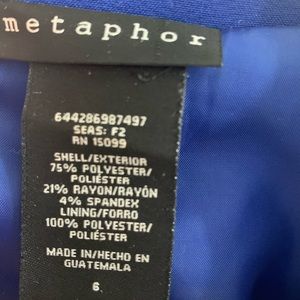 metaphor
644286987497
SEAS: F2
RN 15099
SHELL/EXTERIOR
75% POLYESTER/
POLIÉSTER
21% RAYON/RAYÓN
4% SPANDEX
LINING/FORRO
100% POLYESTER/
POLIÉSTER
MADE IN/HECHO EN
GUATEMALA
6